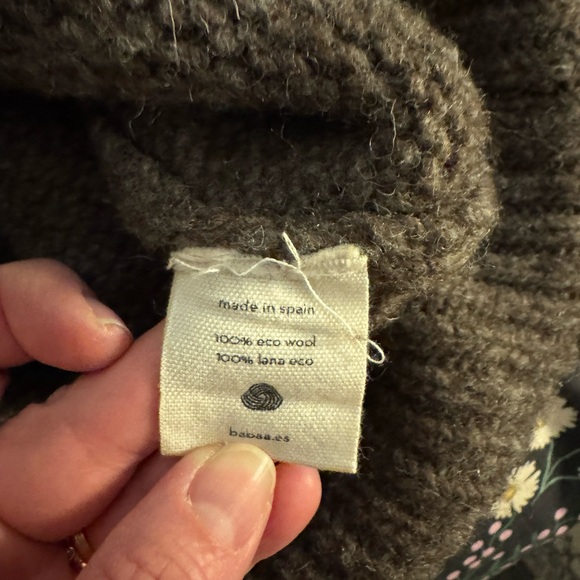 made in spain
100% eco wool
100% lana eco
babaa.es